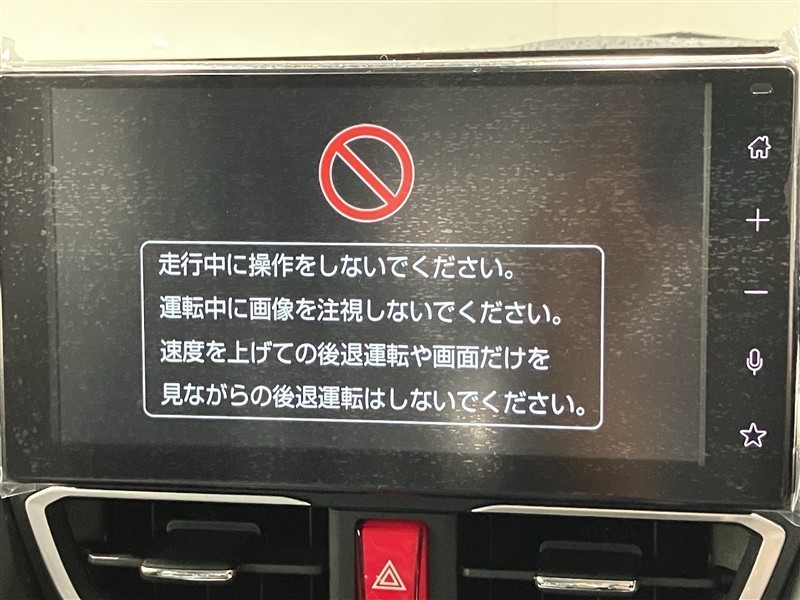 走行中に操作をしないでください。
運転中に画像を注視しないでください。
速度を上げての後退運転や画面だけを
見ながらの後退運転はしないでください。